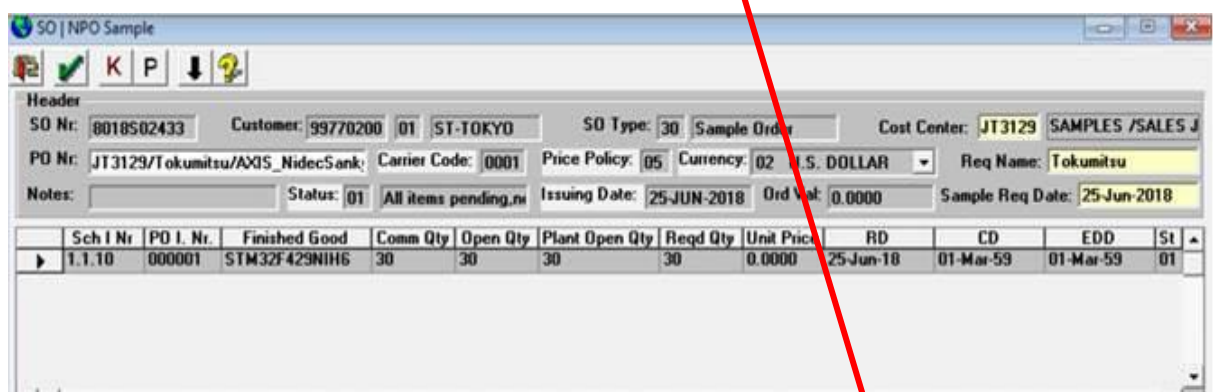 SO | NPO Sample
K P
Header
SO Nr: 8018S02433 Customer: 99770200 01 ST-TOKYO SO Type: 30 Sample Order Cost Center: JT3129 SAMPLES /SALES J
PO Nr: JT3129/Tokumitsu/AXIS_NidecSank Carrier Code: 0001 Price Policy: 05 Currency: 02 U.S. DOLLAR Req Name: Tokumitsu
Notes: Status: 01 All items pending,n Issuing Date: 25-JUN-2018 Ord Val: 0.0000 Sample Req Date: 25-Jun-2018
Sch I Nr PO I. Nr. Finished Good Comm Qty Open Qty Plant Open Qty Reqd Qty Unit Price RD CD EDD St
1.1.10 000001 STM32F429NIH6 30 30 30 30 0.0000 25-Jun-18 01-Mar-59 01-Mar-59 01